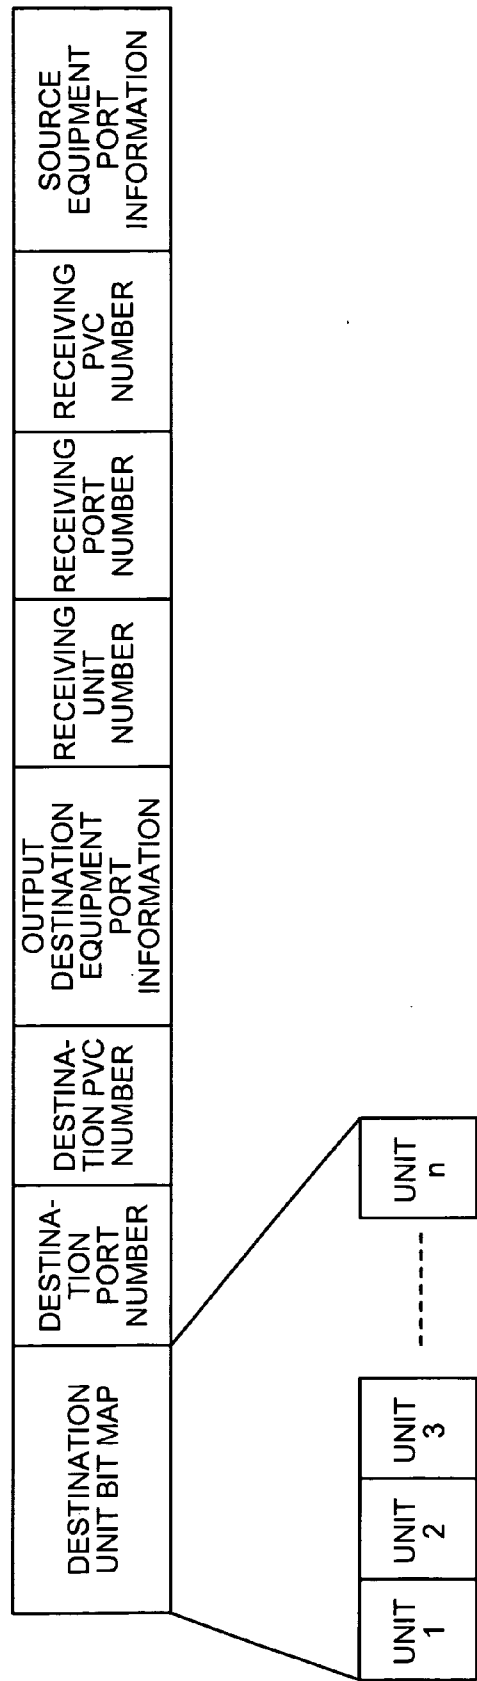 DESTINATION
UNIT BIT MAP
DESTINA-
TION
PORT
NUMBER
DESTINA-
TION PVC
NUMBER
OUTPUT
DESTINATION
EQUIPMENT
PORT
INFORMATION
RECEIVING
UNIT
NUMBER
RECEIVING
PORT
NUMBER
RECEIVING
PVC
NUMBER
SOURCE
EQUIPMENT
PORT
INFORMATION
UNIT
1
UNIT
2
UNIT
3
UNIT
n